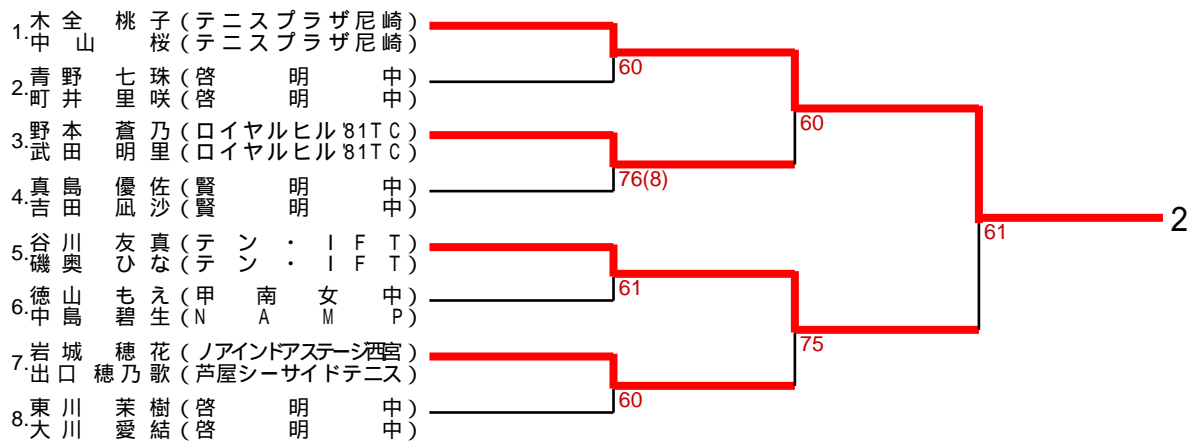 1.木全 桃子(テニスプラザ尼崎)
中山 桜(テニスプラザ尼崎)
60
2.青野 七珠(啓明中)
町井 里咲(啓明中)
60
3.野本 蒼乃(ロイヤルヒル'81TC)
武田 明里(ロイヤルヒル'81TC)
76(8)
4.真島 優佐(賢明中)
吉田 凪沙(賢明中)
61
2
5.谷川 友真(テン・IFT)
磯奥 ひな(テン・IFT)
61
6.徳山 もえ(甲南女中)
中島 碧生(NAMP)
75
7.岩城 穂花(ノアインドアステージ西宮)
出口 穂乃歌(芦屋シーサイドテニス)
60
8.東川 茉樹(啓明中)
大川 愛結(啓明中)